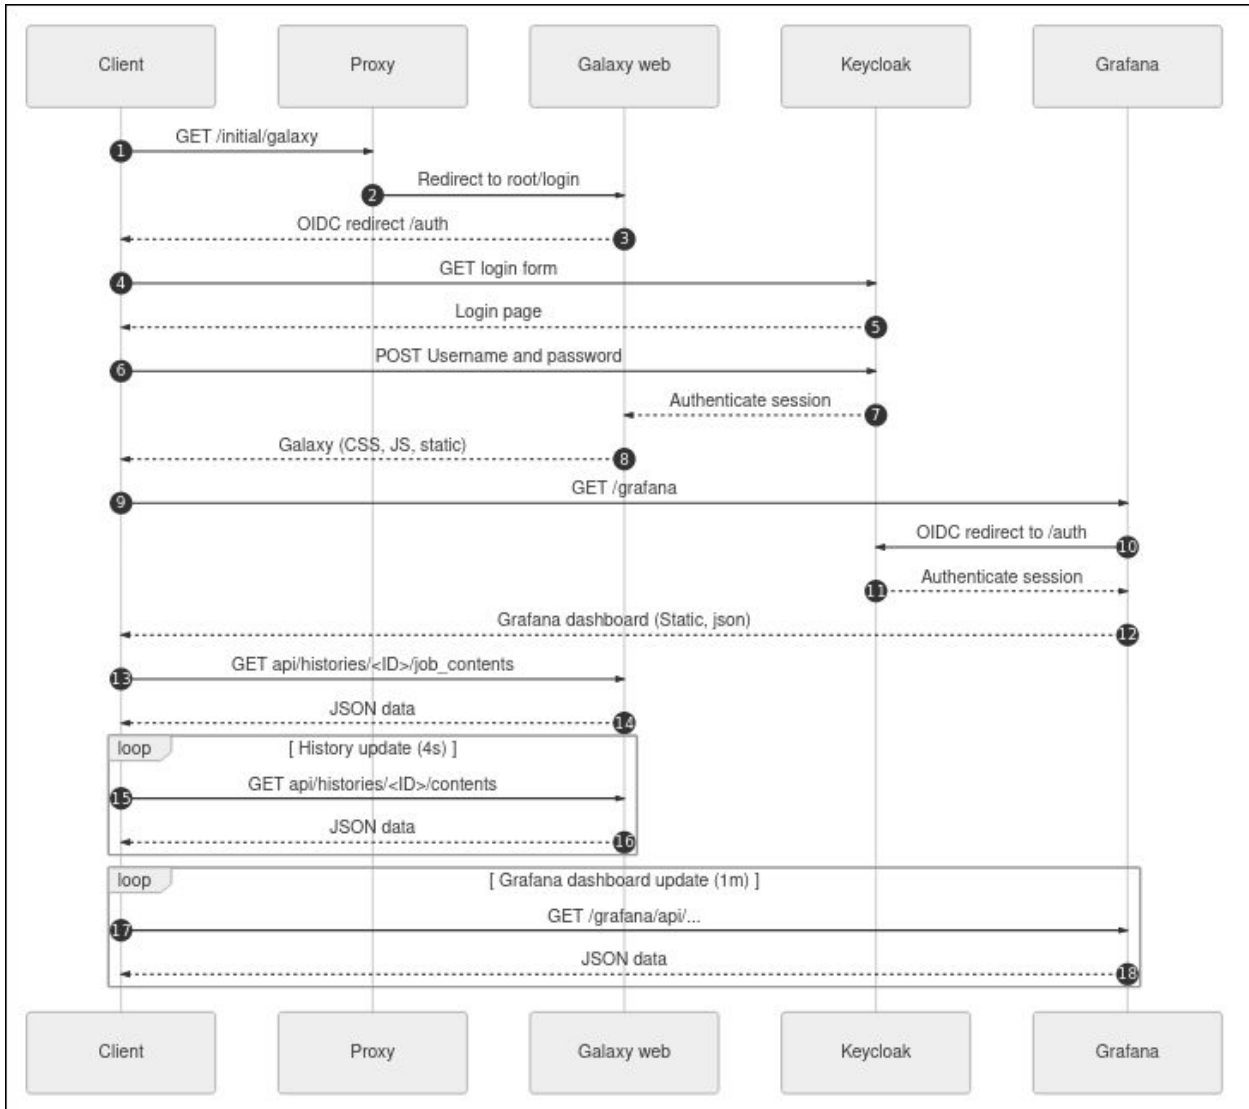 Client
Proxy
Galaxy web
Keycloak
Grafana
GET /initial/galaxy
1
Redirect to root/login
2
OIDC redirect /auth
3
GET login form
4
Login page
5
POST Username and password
6
Authenticate session
7
Galaxy (CSS, JS, static)
8
GET /grafana
9
OIDC redirect to /auth
10
Authenticate session
11
Grafana dashboard (Static, json)
12
GET api/histories/<ID>/job_contents
13
JSON data
14
loop
[ History update (4s) ]
GET api/histories/<ID>/contents
15
JSON data
16
loop
[ Grafana dashboard update (1m) ]
GET /grafana/api/...
17
JSON data
18
Client
Proxy
Galaxy web
Keycloak
Grafana